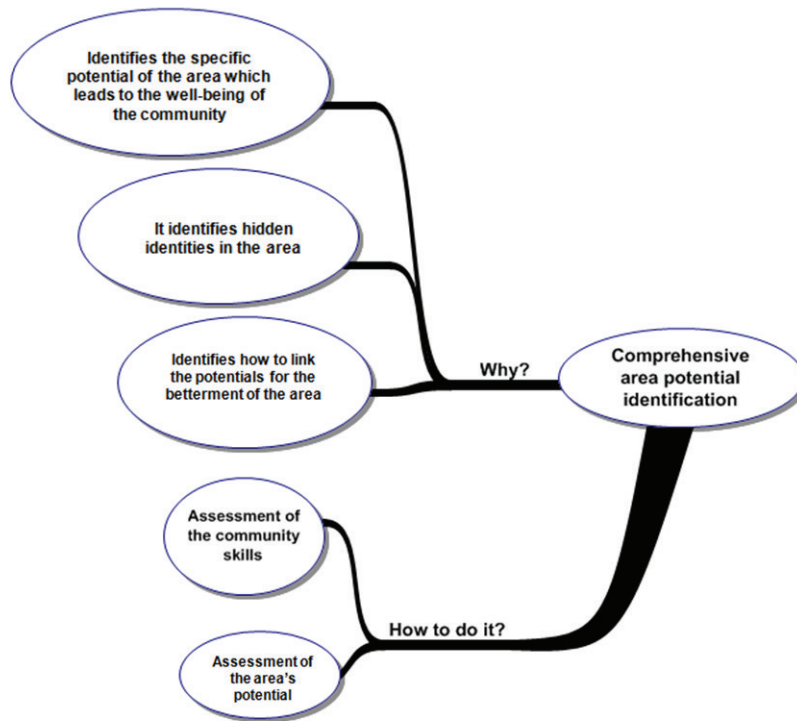 Identifies the specific
potential of the area which
leads to the well-being of
the community
It identifies hidden
identities in the area
Identifies how to link
the potentials for the
betterment of the area
Why?
Comprehensive
area potential
identification
Assessment of
the community
skills
How to do it?
Assessment of
the area's
potential